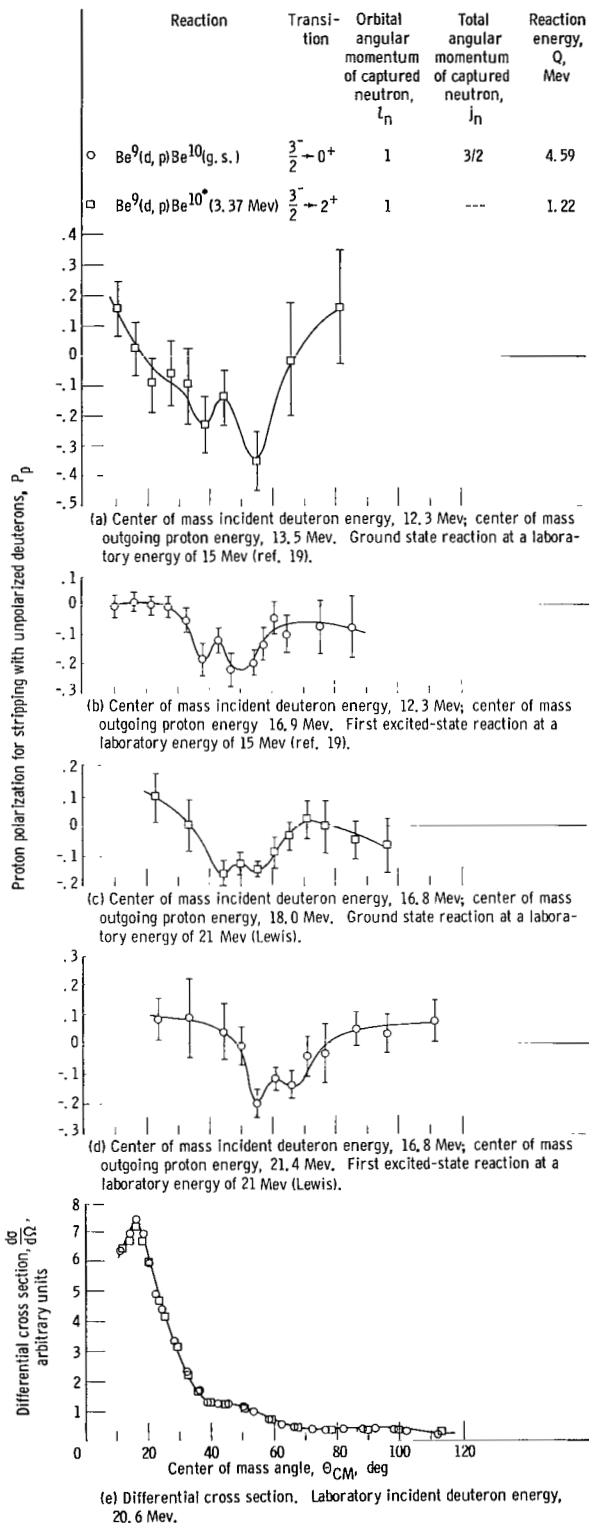 Reaction
Transi-
tion
Orbital
angular
momentum
of captured
neutron,
l_n
Total
angular
momentum
of captured
neutron,
j_n
Reaction
energy,
Q,
Mev
○ Be⁹(d, p)Be¹⁰(g. s.) 3⁻/2 → 0⁺ 1 3/2 4.59
□ Be⁹(d, p)Be¹⁰* (3.37 Mev) 3⁻/2 → 2⁺ 1 --- 1.22
Proton polarization for stripping with unpolarized deuterons, P_p
.4
.3
.2
.1
0
-.1
-.2
-.3
-.4
-.5
(a) Center of mass incident deuteron energy, 12.3 Mev; center of mass
outgoing proton energy, 13.5 Mev. Ground state reaction at a labora-
tory energy of 15 Mev (ref. 19).
.1
0
-.1
-.2
-.3
(b) Center of mass incident deuteron energy, 12.3 Mev; center of mass
outgoing proton energy 16.9 Mev. First excited-state reaction at a
laboratory energy of 15 Mev (ref. 19).
.2
.1
0
-.1
-.2
(c) Center of mass incident deuteron energy, 16.8 Mev; center of mass
outgoing proton energy, 18.0 Mev. Ground state reaction at a labora-
tory energy of 21 Mev (Lewis).
.3
.2
.1
0
-.1
-.2
-.3
(d) Center of mass incident deuteron energy, 16.8 Mev; center of mass
outgoing proton energy, 21.4 Mev. First excited-state reaction at a
laboratory energy of 21 Mev (Lewis).
Differential cross section, dσ/dΩ,
arbitrary units
8
7
6
5
4
3
2
1
0 20 40 60 80 100 120
Center of mass angle, Θ_CM, deg
(e) Differential cross section. Laboratory incident deuteron energy,
20.6 Mev.